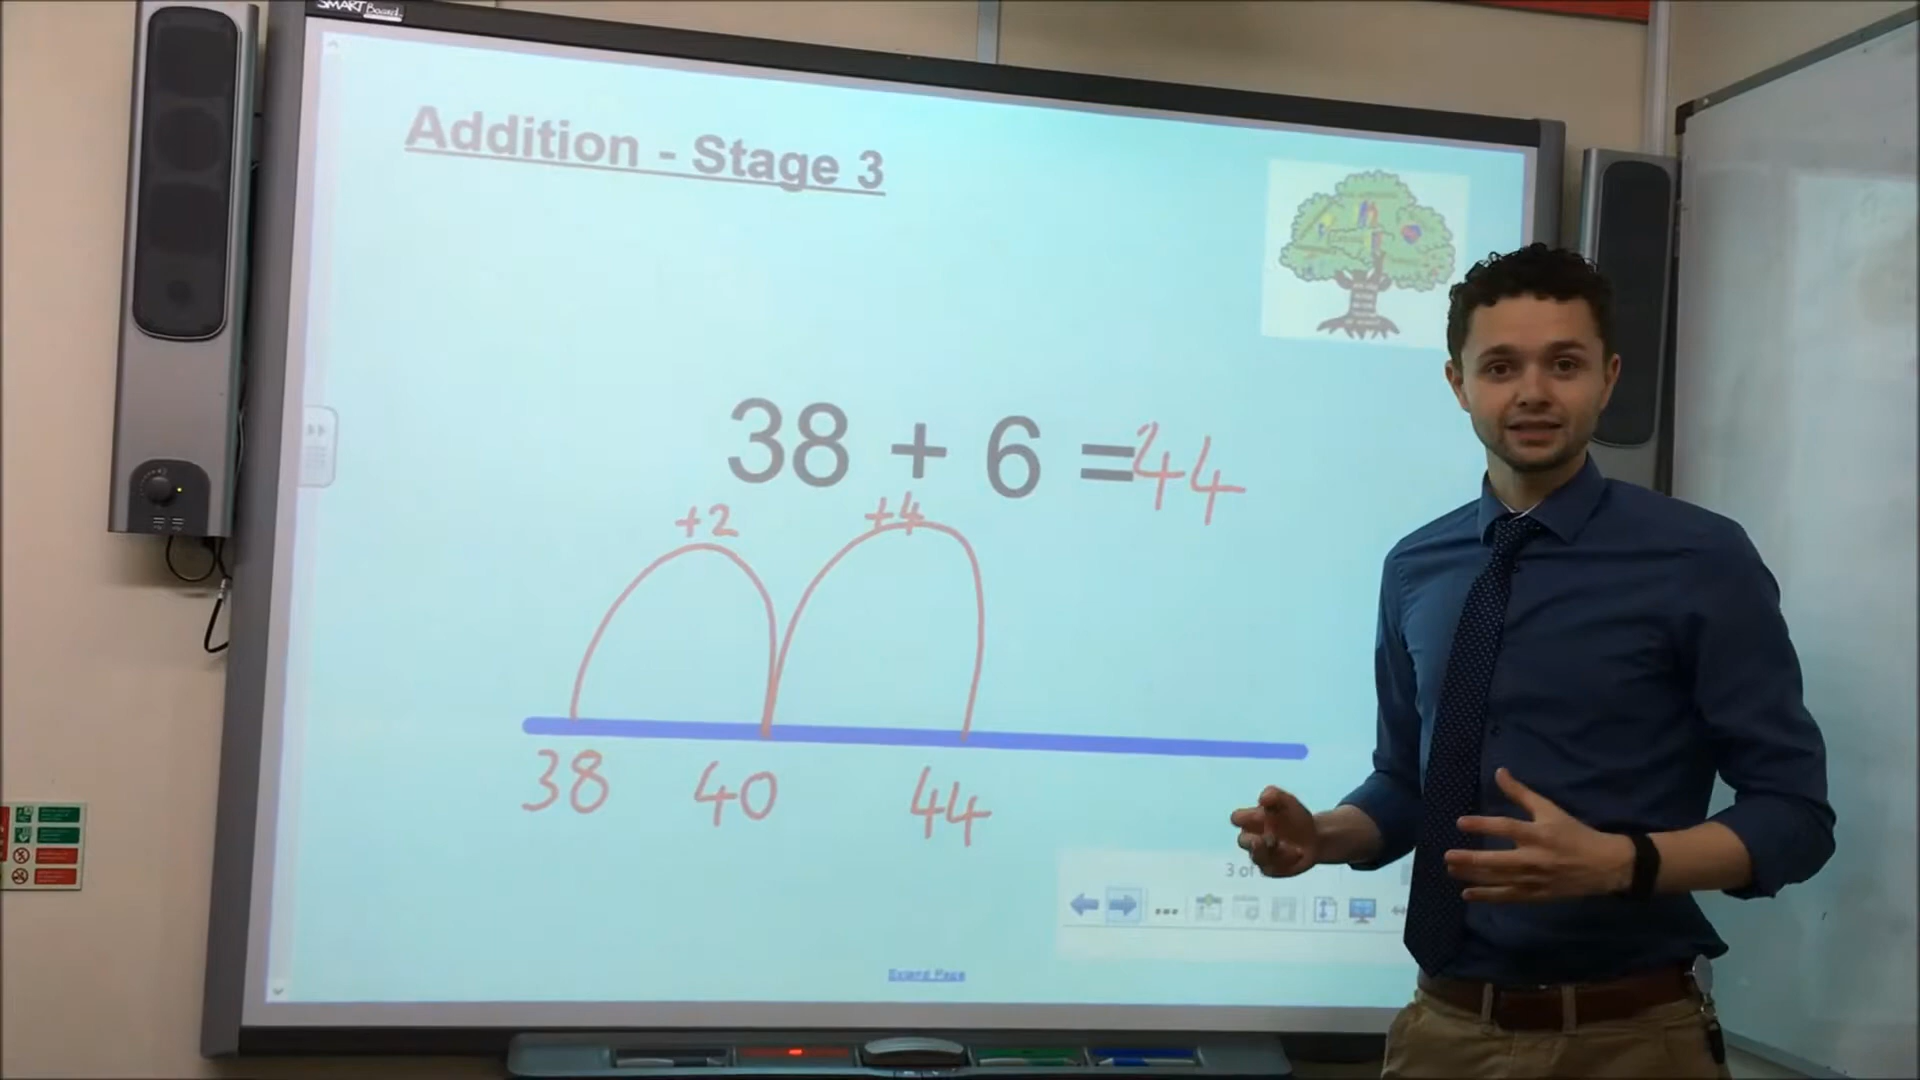 SMART Board
Addition - Stage 3
38 + 6 = 44
+2 +4
38 40 44
3 of
Extend Page